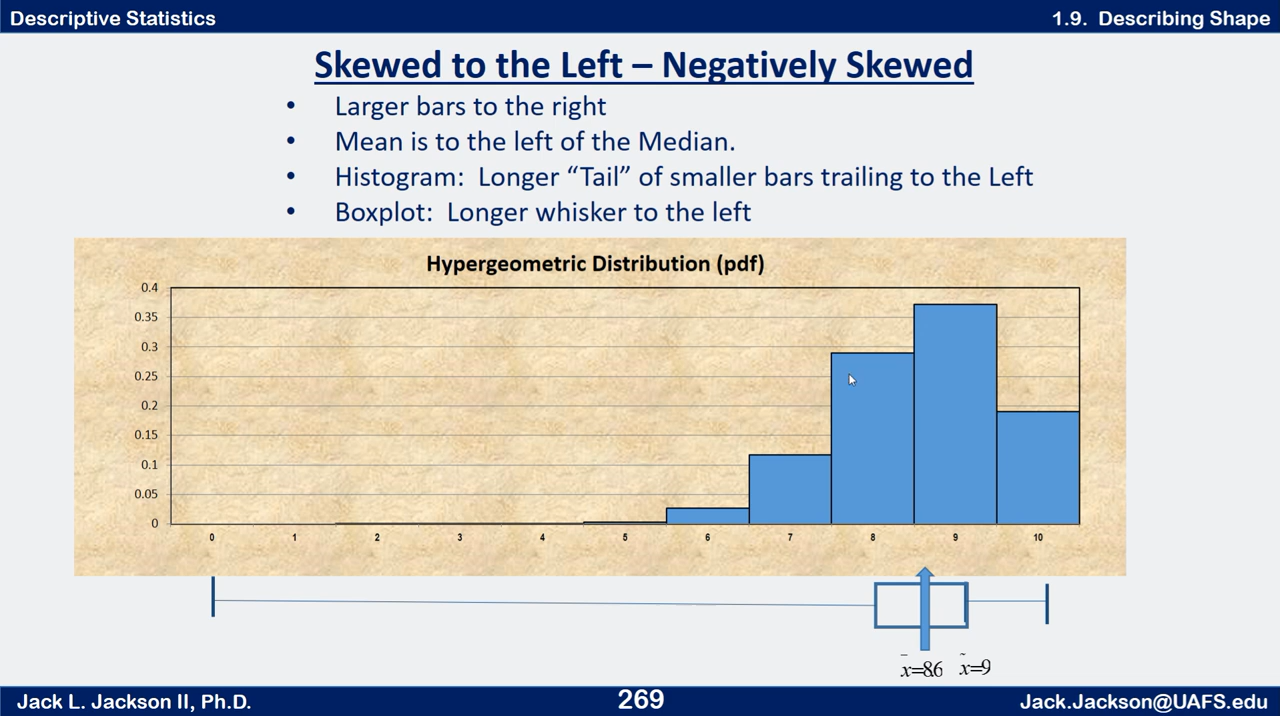 Descriptive Statistics
1.9. Describing Shape
Skewed to the Left – Negatively Skewed
• Larger bars to the right
• Mean is to the left of the Median.
• Histogram: Longer “Tail” of smaller bars trailing to the Left
• Boxplot: Longer whisker to the left
Hypergeometric Distribution (pdf)
0.4
0.35
0.3
0.25
0.2
0.15
0.1
0.05
0
0 1 2 3 4 5 6 7 8 9 10
x̄=8.6 x̃=9
Jack L. Jackson II, Ph.D.
269
Jack.Jackson@UAFS.edu